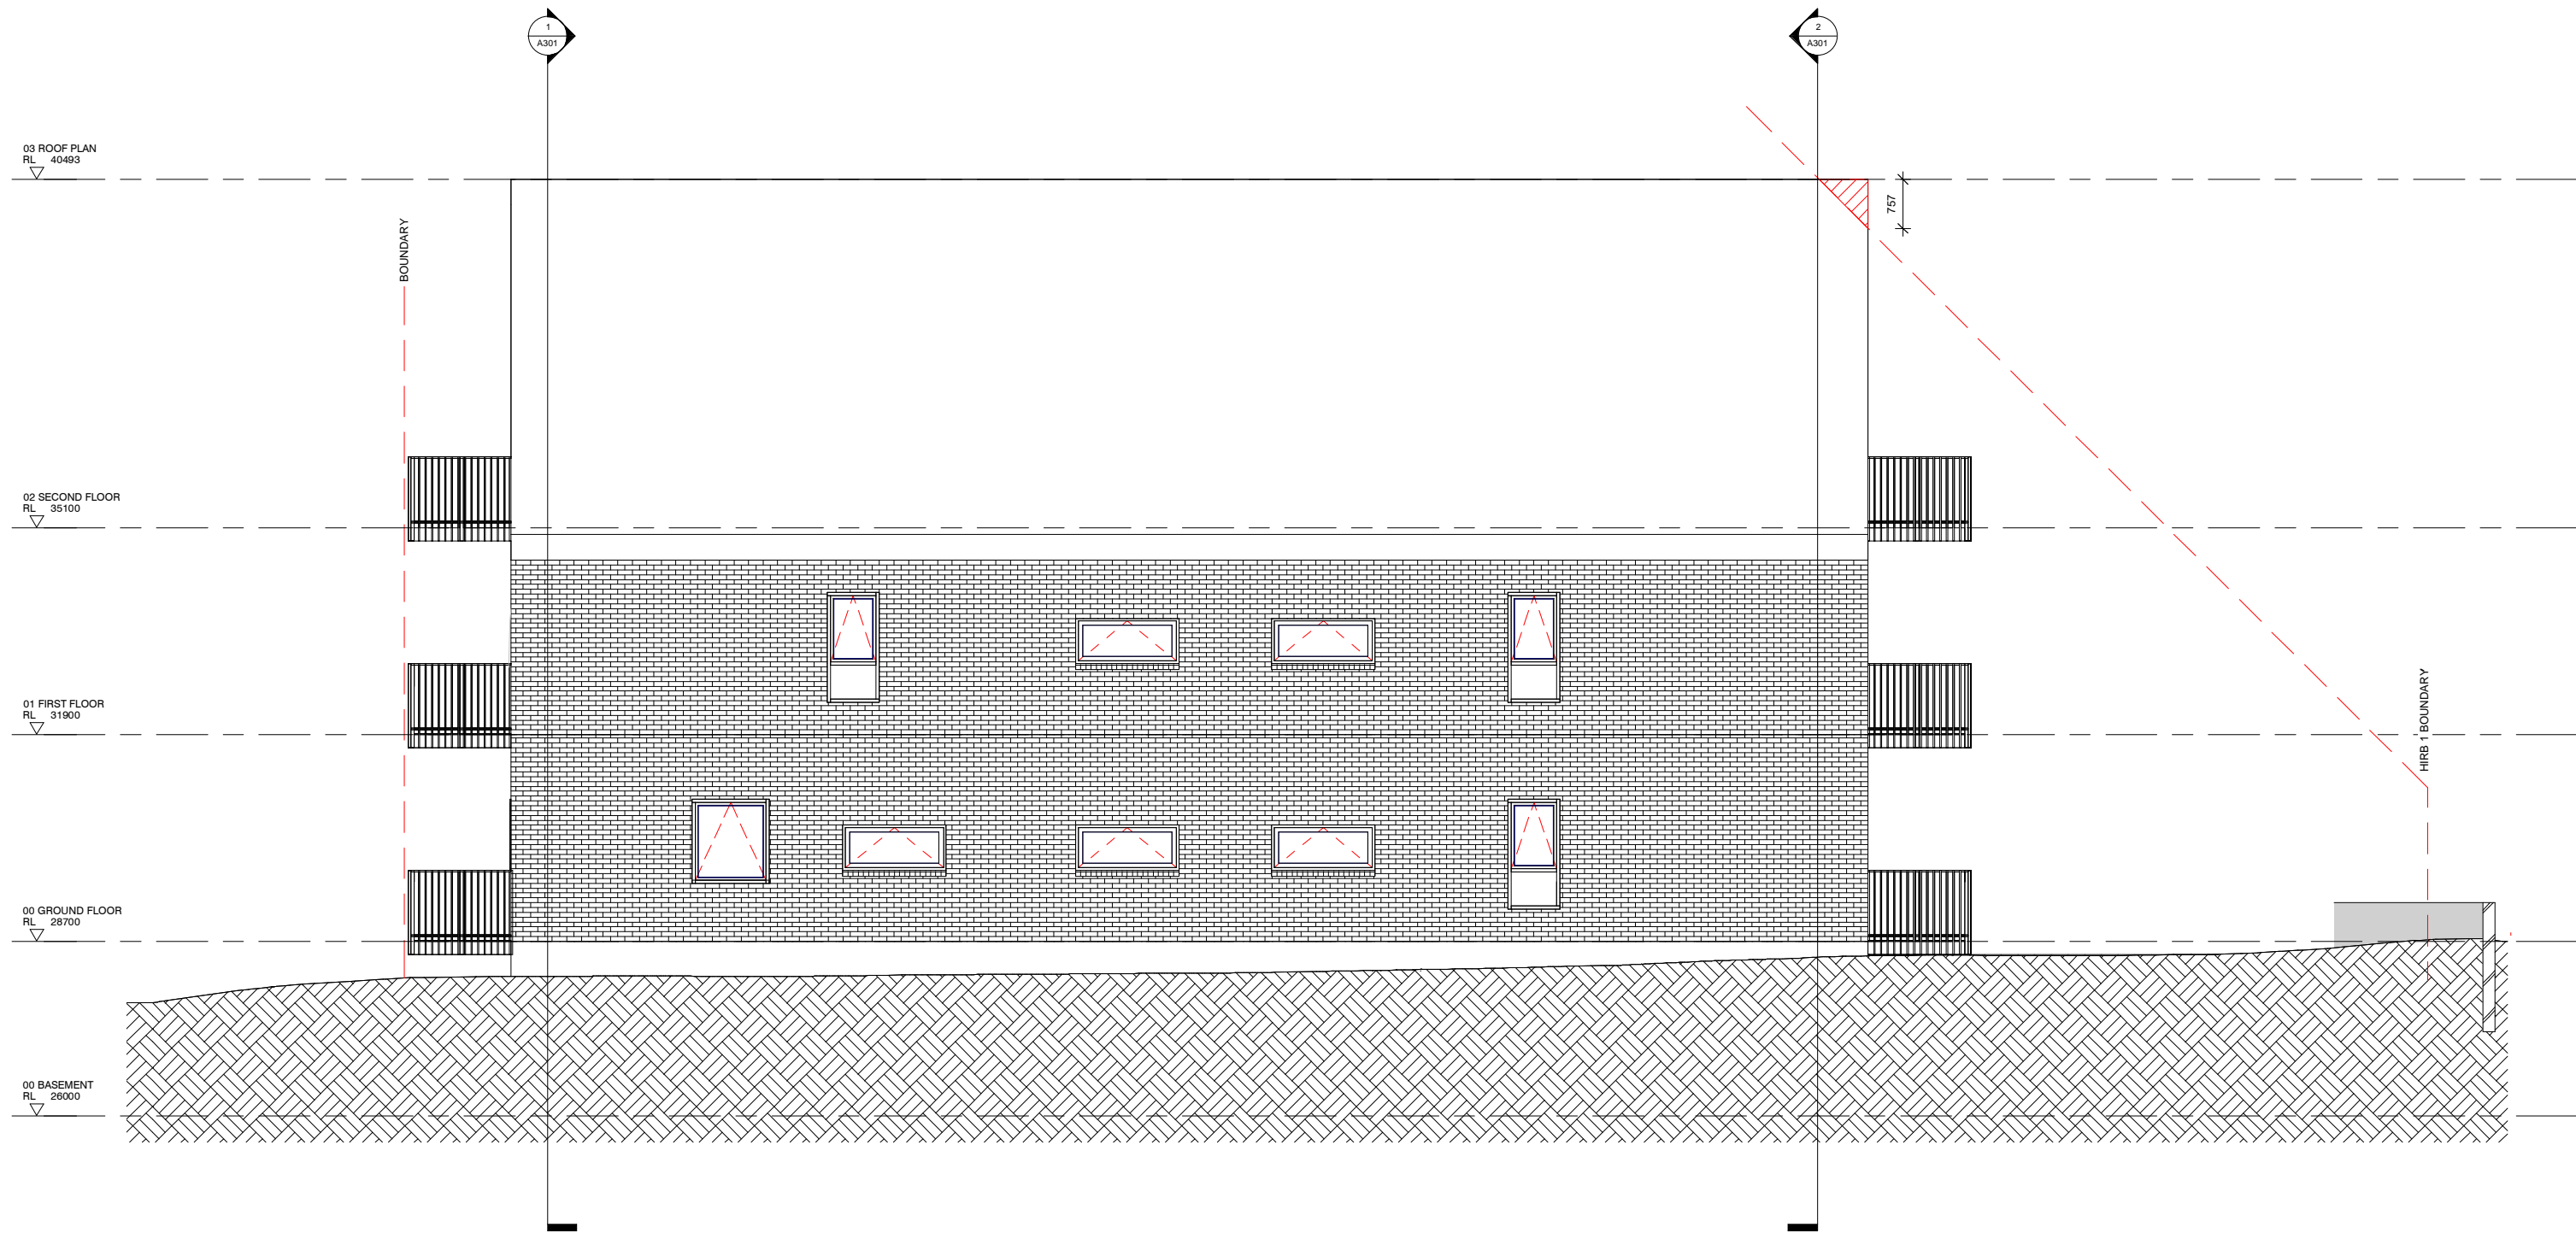 1
A301
2
A301
03 ROOF PLAN
RL 40493
757
BOUNDARY
02 SECOND FLOOR
RL 35100
01 FIRST FLOOR
RL 31900
HIRB 1 BOUNDARY
00 GROUND FLOOR
RL 28700
00 BASEMENT
RL 26000